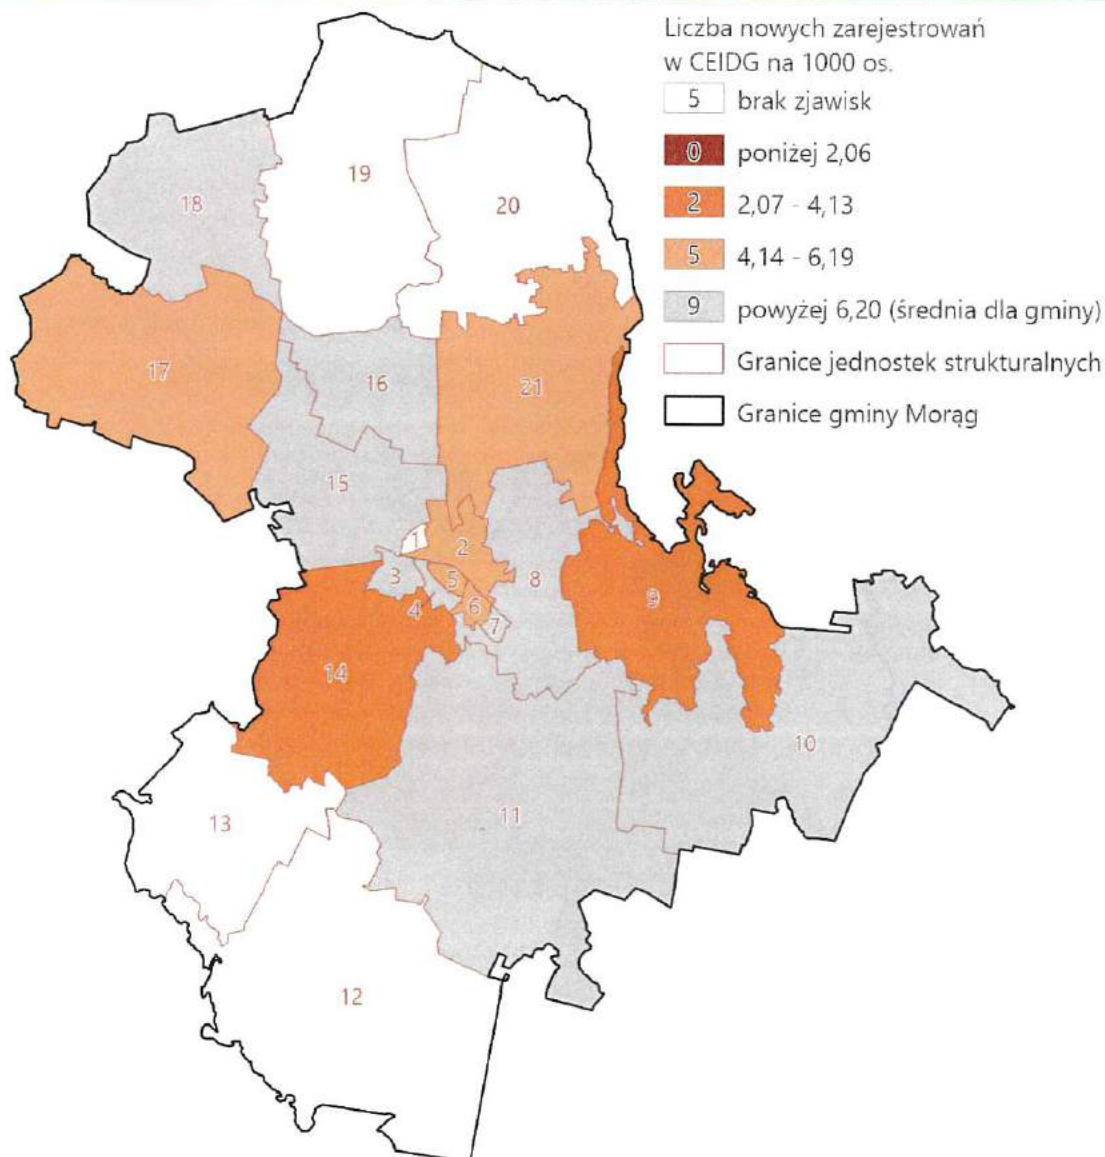 Liczba nowych zarejestrowań
w CEIDG na 1000 os.
5 brak zjawisk
0 poniżej 2,06
2 2,07 - 4,13
5 4,14 - 6,19
9 powyżej 6,20 (średnia dla gminy)
Granice jednostek strukturalnych
Granice gminy Morąg
19
20
18
17
16
21
15
1
2
3
5
8
4
6
9
7
14
10
11
13
12